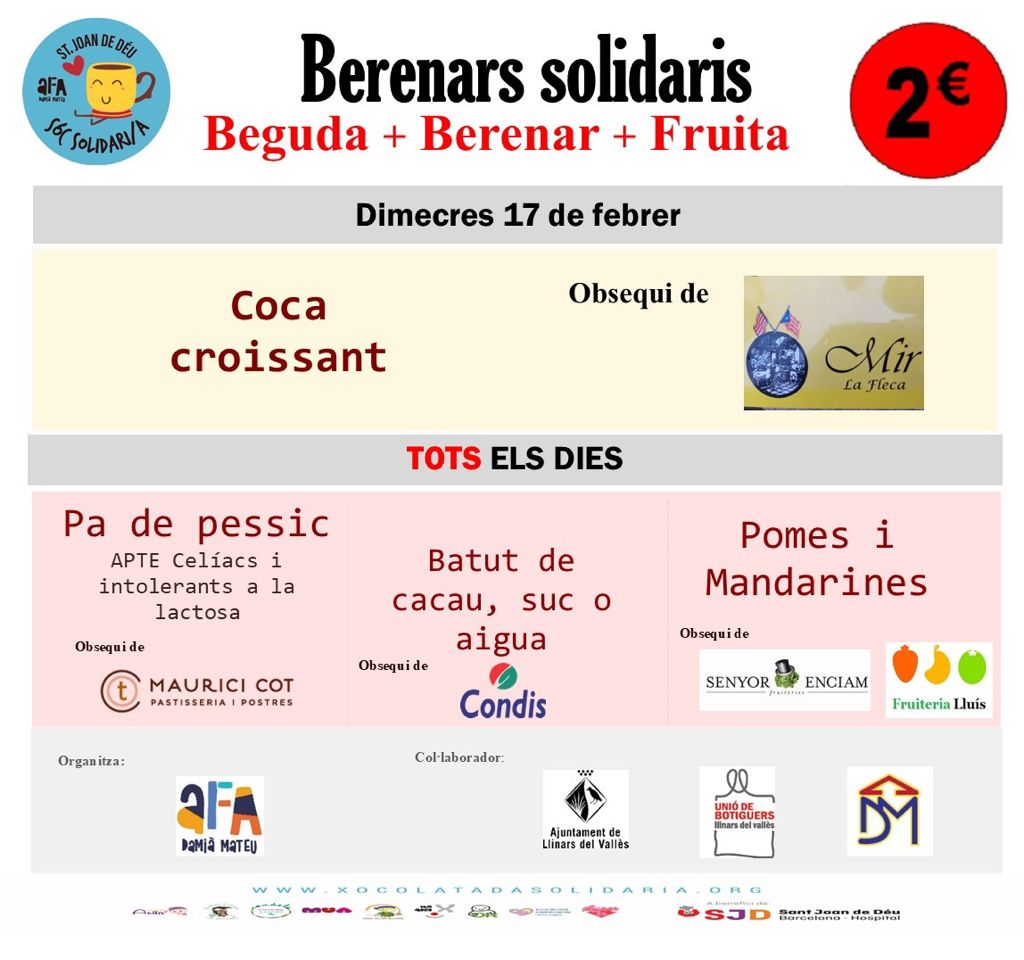 ST. JOAN DE DÉU
AFA
DAMIÀ MATEU
SÓC SOLIDARI/A
Berenars solidaris
Beguda + Berenar + Fruita
2€
Dimecres 17 de febrer
Coca
croissant
Obsequi de
Mir
La Fleca
TOTS ELS DIES
Pa de pessic
APTE Celíacs i
intolerants a la
lactosa
Obsequi de
t MAURICI COT
PASTISSERIA I POSTRES
Batut de
cacau, suc o
aigua
Obsequi de
Condis
Pomes i
Mandarines
Obsequi de
SENYOR ENCIAM
fruiteries
Fruiteria Lluís
Organitza:
AFA
DAMIÀ MATEU
Col·laborador:
Ajuntament de
Llinars del Vallès
UNIÓ DE
BOTIGUERS
llinars del vallès
DM
WWW.XOCOLATADASOLIDARIA.ORG
A benefici de:
SJD Sant Joan de Déu
Barcelona · Hospital